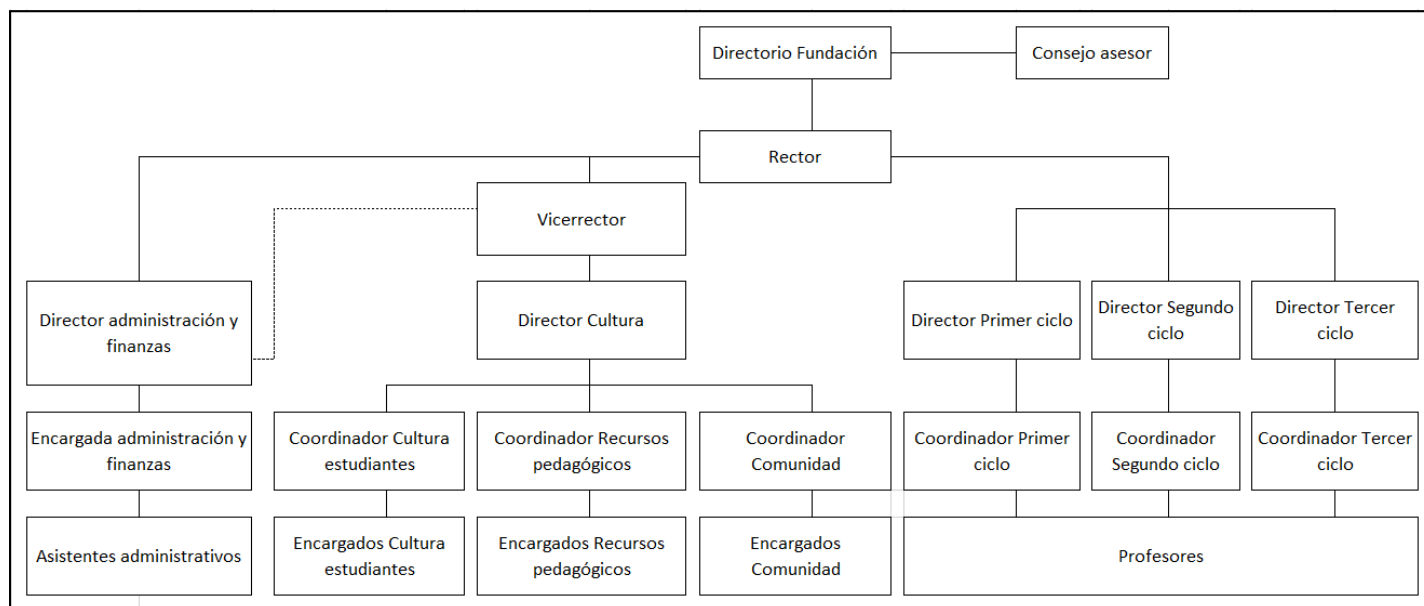 Directorio Fundación
Consejo asesor
Rector
Vicerrector
Director administración y
finanzas
Director Cultura
Director Primer ciclo
Director Segundo
ciclo
Director Tercer
ciclo
Encargada administración y
finanzas
Coordinador Cultura
estudiantes
Coordinador Recursos
pedagógicos
Coordinador
Comunidad
Coordinador Primer
ciclo
Coordinador
Segundo ciclo
Coordinador Tercer
ciclo
Asistentes administrativos
Encargados Cultura
estudiantes
Encargados Recursos
pedagógicos
Encargados
Comunidad
Profesores